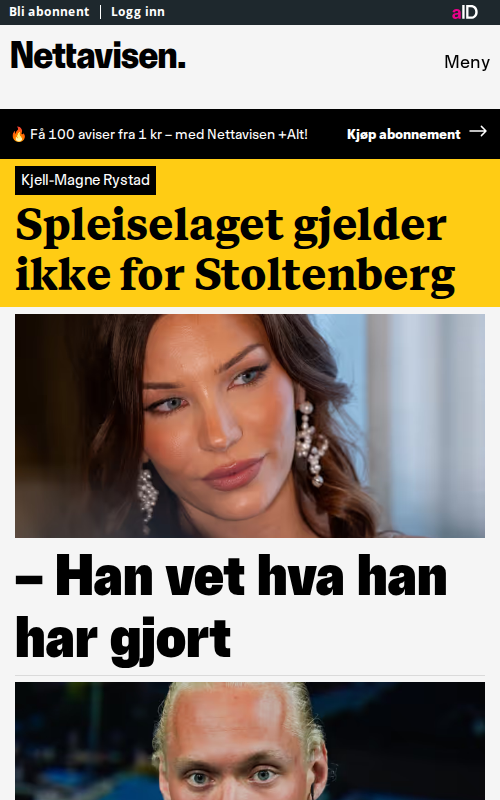 Bli abonnent | Logg inn
aID
Nettavisen.
Meny
🔥 Få 100 aviser fra 1 kr – med Nettavisen +Alt!
Kjøp abonnement →
Kjell-Magne Rystad
Spleiselaget gjelder
ikke for Stoltenberg
– Han vet hva han
har gjort